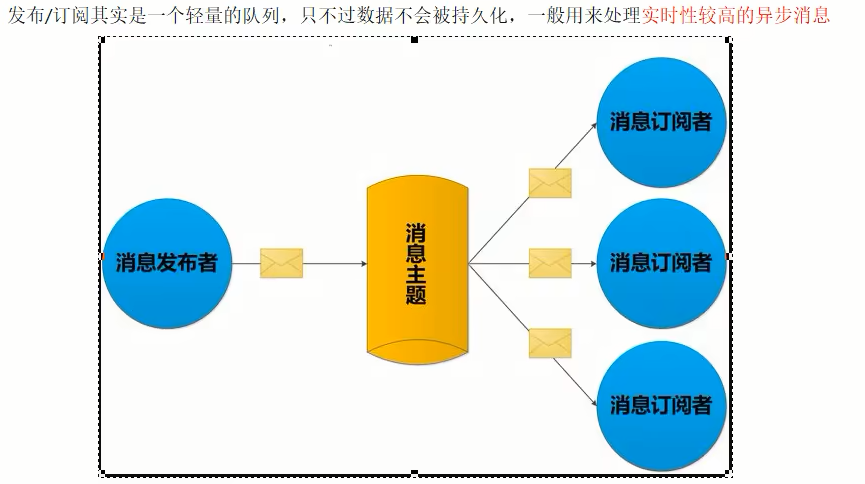 发布/订阅其实是一个轻量的队列，只不过数据不会被持久化，一般用来处理实时性较高的异步消息
消息订阅者
消息发布者
消息主题
消息订阅者
消息订阅者